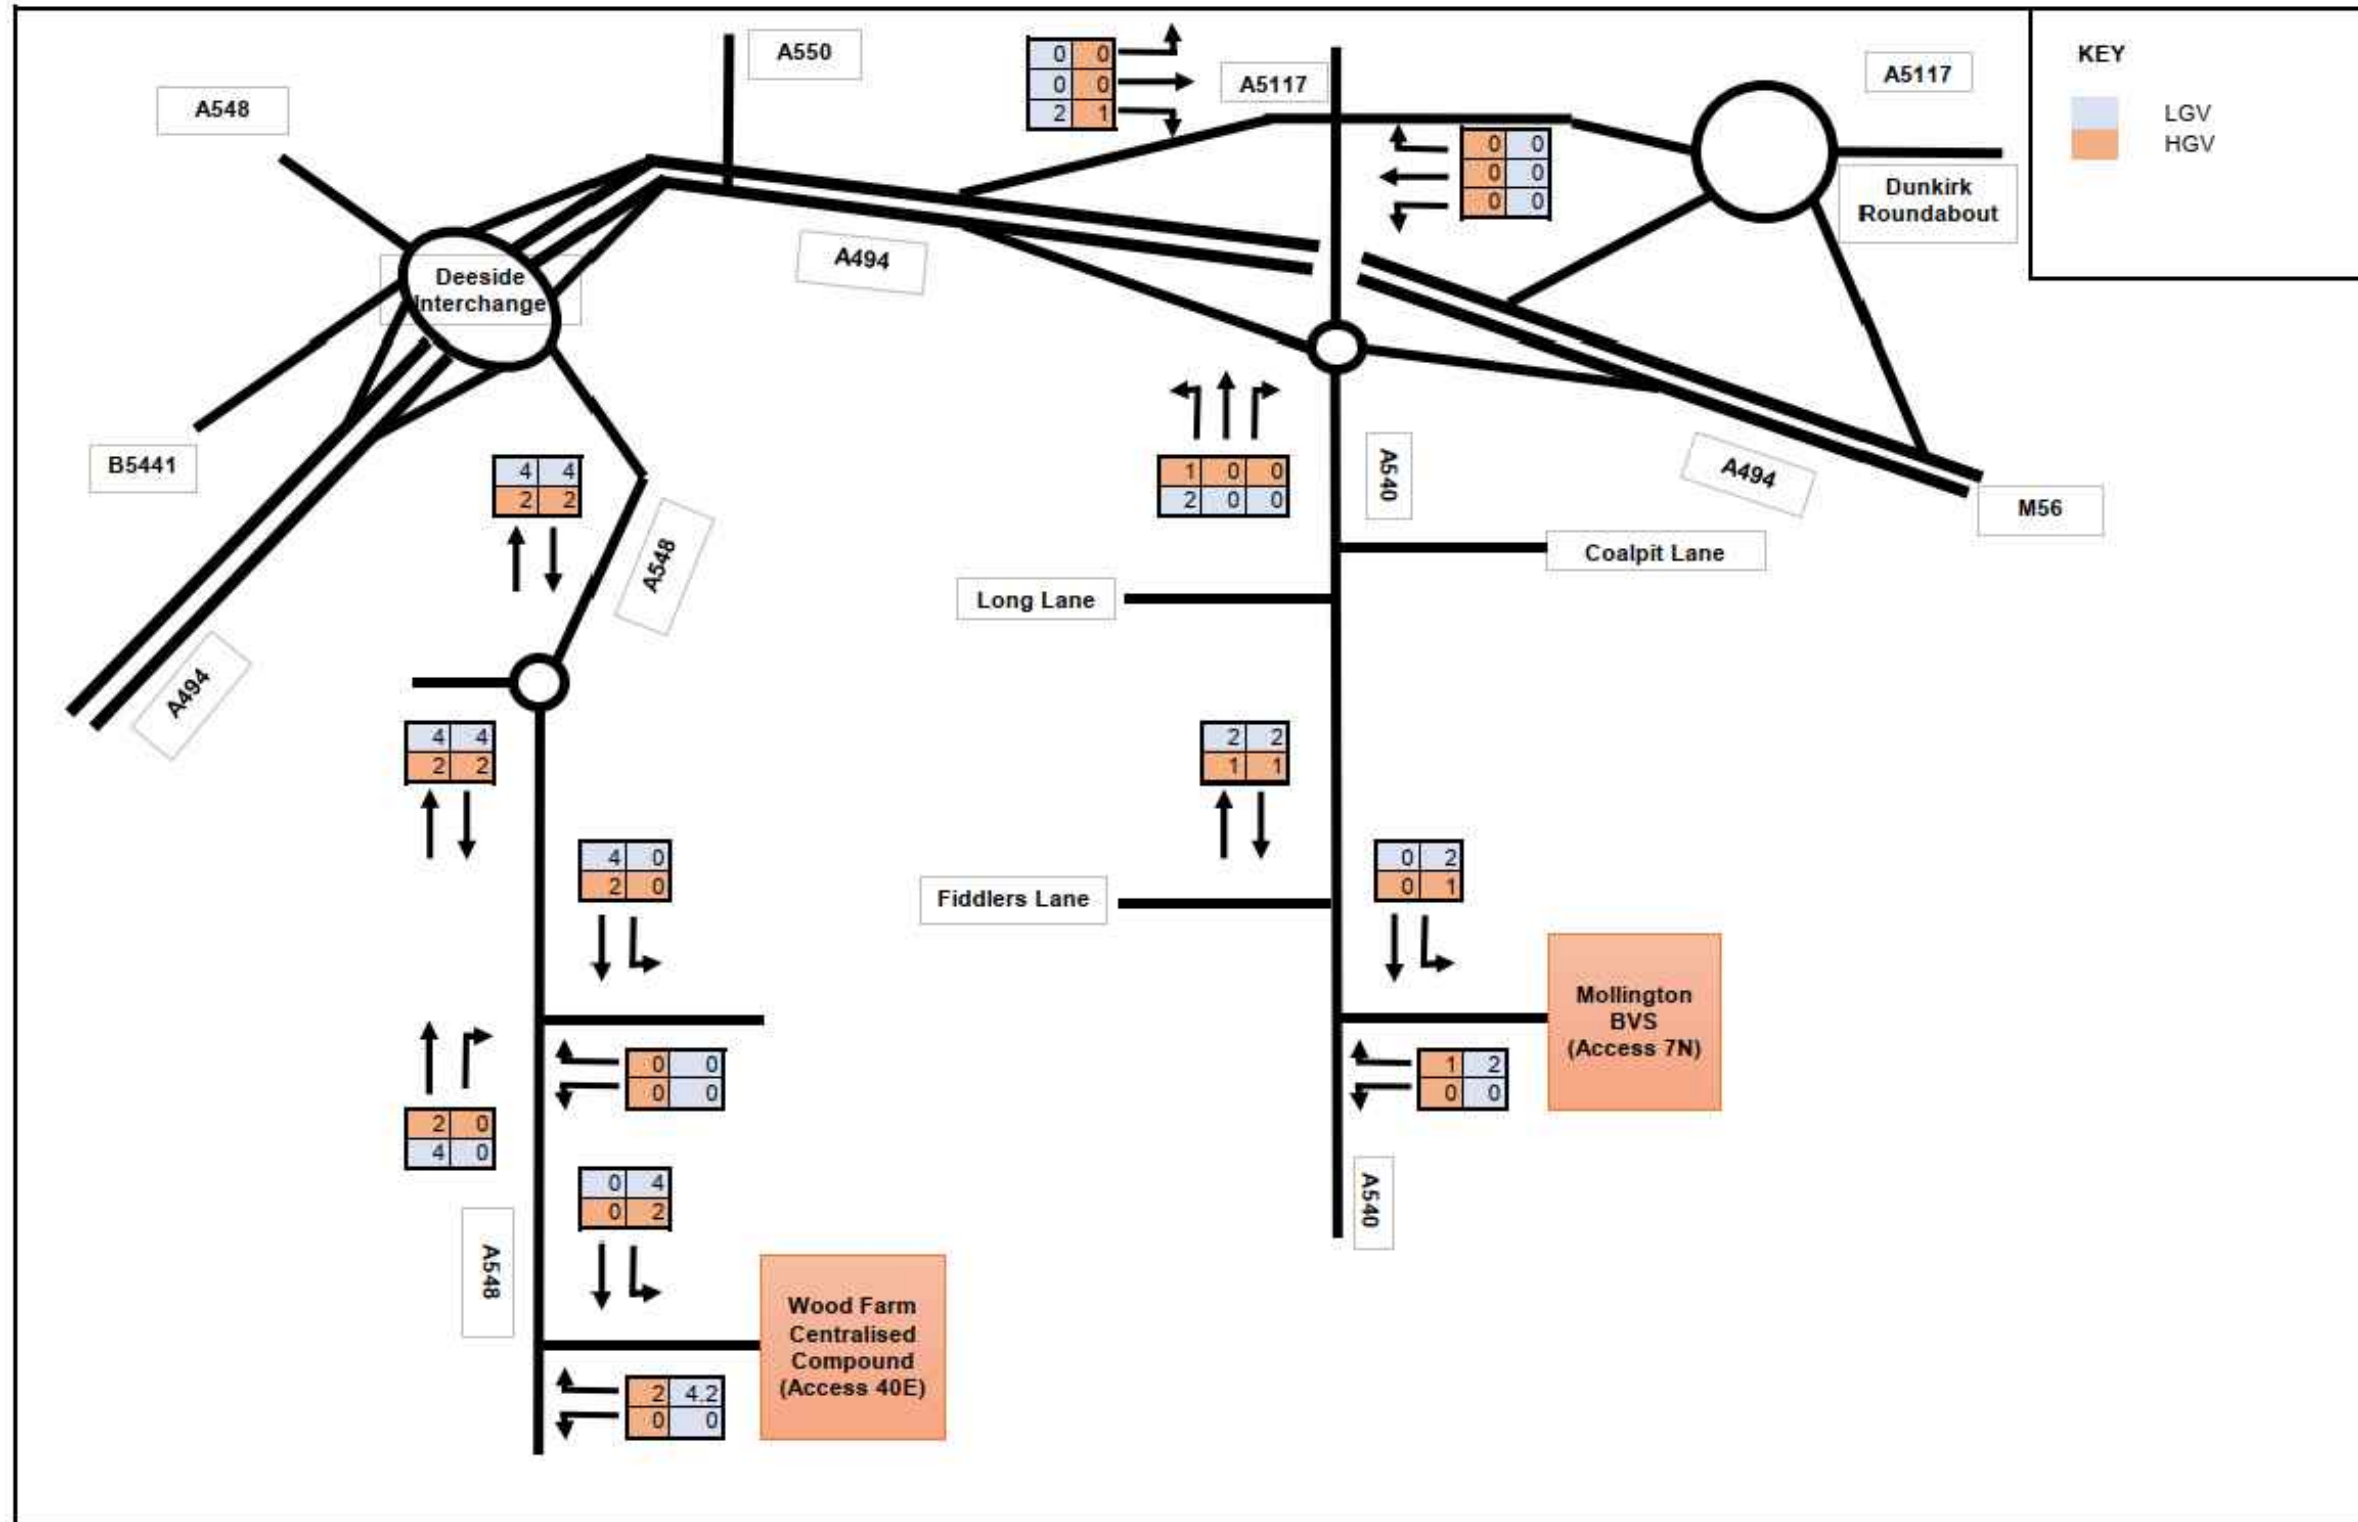 A550
0 0
0 0
2 1
A5117
A5117
KEY
LGV
HGV
A548
0 0
0 0
0 0
Dunkirk
Roundabout
A494
Deeside
Interchange
B5441
4 4
2 2
1 0 0
2 0 0
A540
A494
M56
A548
Coalpit Lane
Long Lane
A494
4 4
2 2
2 2
1 1
4 0
2 0
0 2
0 1
Fiddlers Lane
Mollington
BVS
(Access 7N)
0 0
0 0
1 2
0 0
2 0
4 0
0 4
0 2
A540
A548
Wood Farm
Centralised
Compound
(Access 40E)
2 4.2
0 0